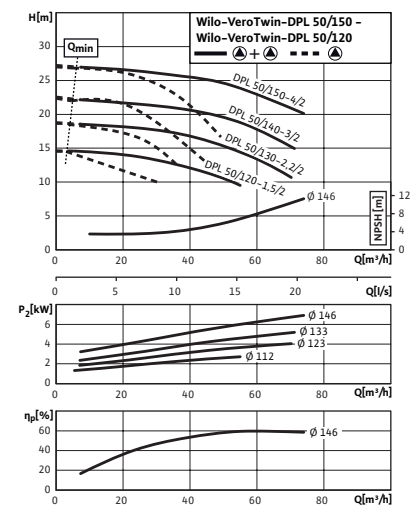 H[m]
Wilo-VeroTwin-DPL 50/150 –
Wilo-VeroTwin-DPL 50/120
+
30
25
20
15
10
5
0
Qmin
DPL 50/150-4/2
DPL 50/140-3/2
DPL 50/130-2,2/2
DPL 50/120-1,5/2
Ø 146
NPSH [m]
12
8
4
0
0 20 40 60 80 Q[m³/h]
0 5 10 15 20 Q[l/s]
P₂[kW]
6
4
2
0
Ø 146
Ø 133
Ø 123
Ø 112
0 20 40 60 80 Q[m³/h]
ηp[%]
60
40
20
0
Ø 146
0 20 40 60 80 Q[m³/h]